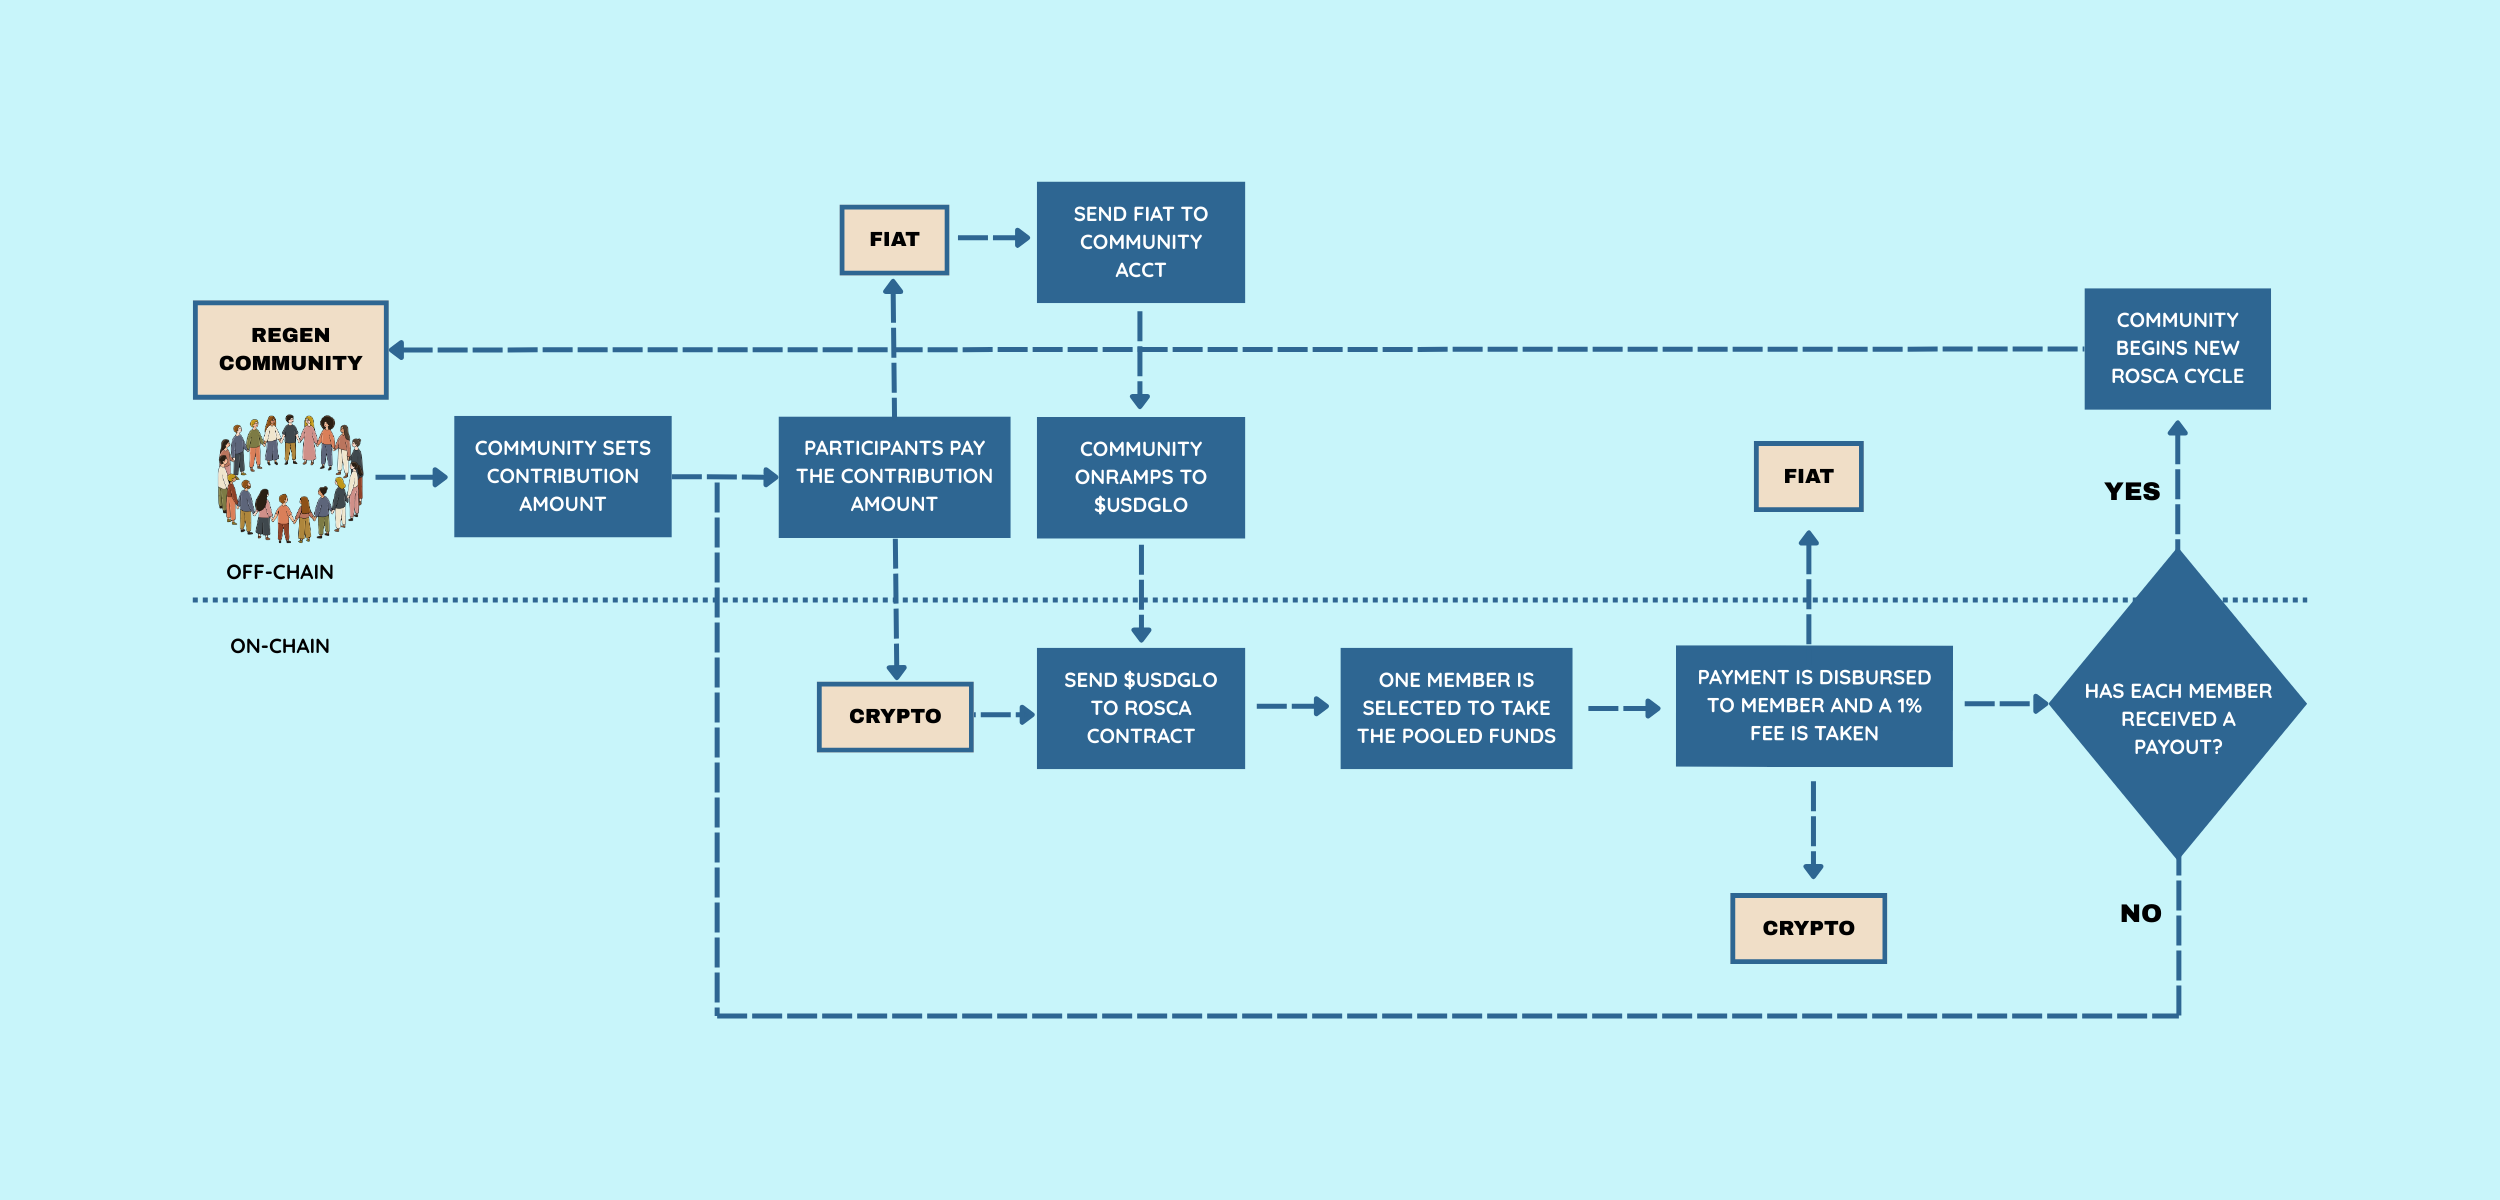 FIAT
SEND FIAT TO
COMMUNITY
ACCT
REGEN
COMMUNITY
COMMUNITY
BEGINS NEW
ROSCA CYCLE
COMMUNITY SETS
CONTRIBUTION
AMOUNT
PARTICIPANTS PAY
THE CONTRIBUTION
AMOUNT
COMMUNITY
ONRAMPS TO
$USDGLO
FIAT
YES
OFF-CHAIN
ON-CHAIN
CRYPTO
SEND $USDGLO
TO ROSCA
CONTRACT
ONE MEMBER IS
SELECTED TO TAKE
THE POOLED FUNDS
PAYMENT IS DISBURSED
TO MEMBER AND A 1%
FEE IS TAKEN
HAS EACH MEMBER
RECEIVED A
PAYOUT?
CRYPTO
NO